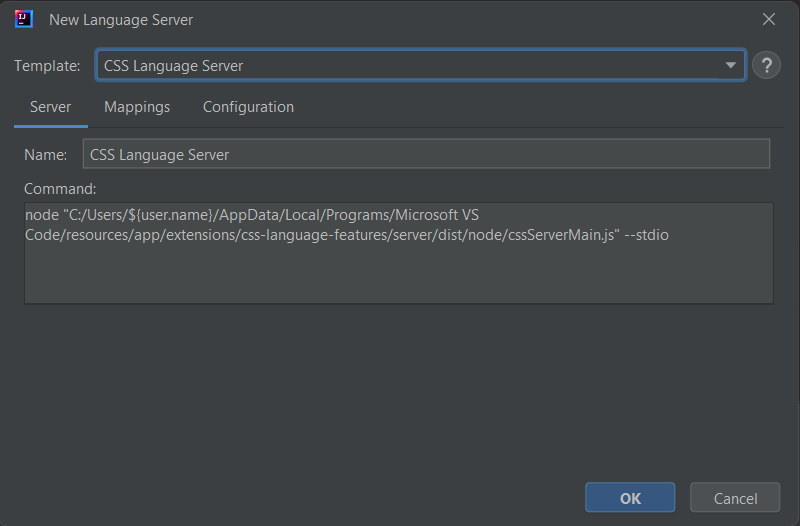 New Language Server
Template: CSS Language Server ?
Server Mappings Configuration
Name: CSS Language Server
Command:
node "C:/Users/${user.name}/AppData/Local/Programs/Microsoft VS
Code/resources/app/extensions/css-language-features/server/dist/node/cssServerMain.js" --stdio
OK Cancel